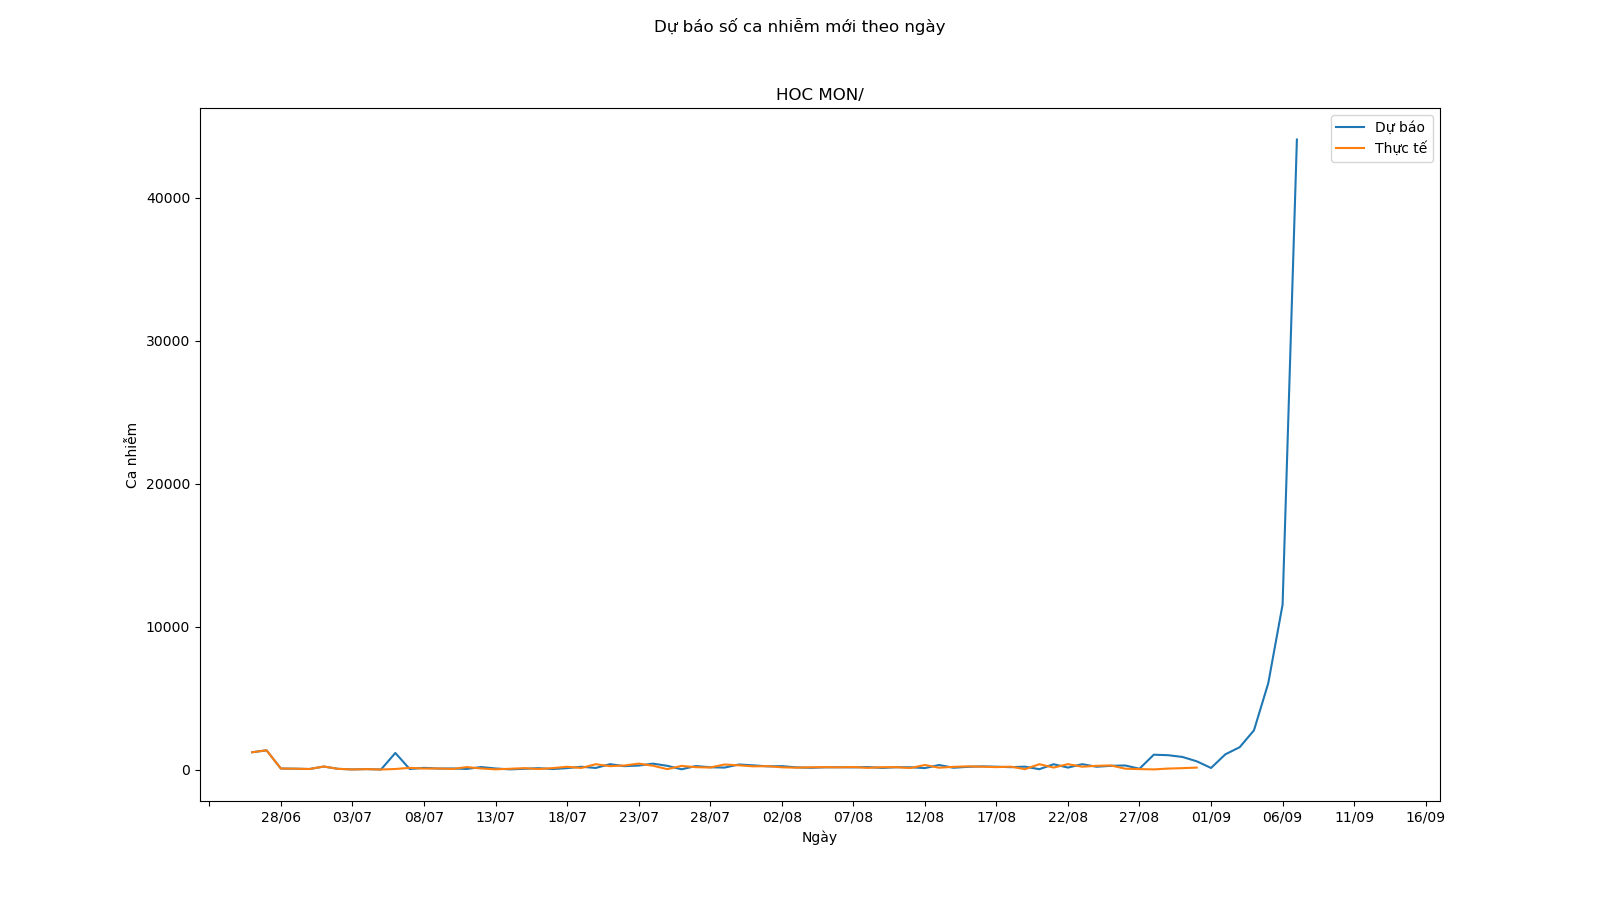 Dự báo số ca nhiễm mới theo ngày
HOC MON/
Dự báo
Thực tế
40000
30000
20000
10000
0
Ca nhiễm
28/06 03/07 08/07 13/07 18/07 23/07 28/07 02/08 07/08 12/08 17/08 22/08 27/08 01/09 06/09 11/09 16/09
Ngày